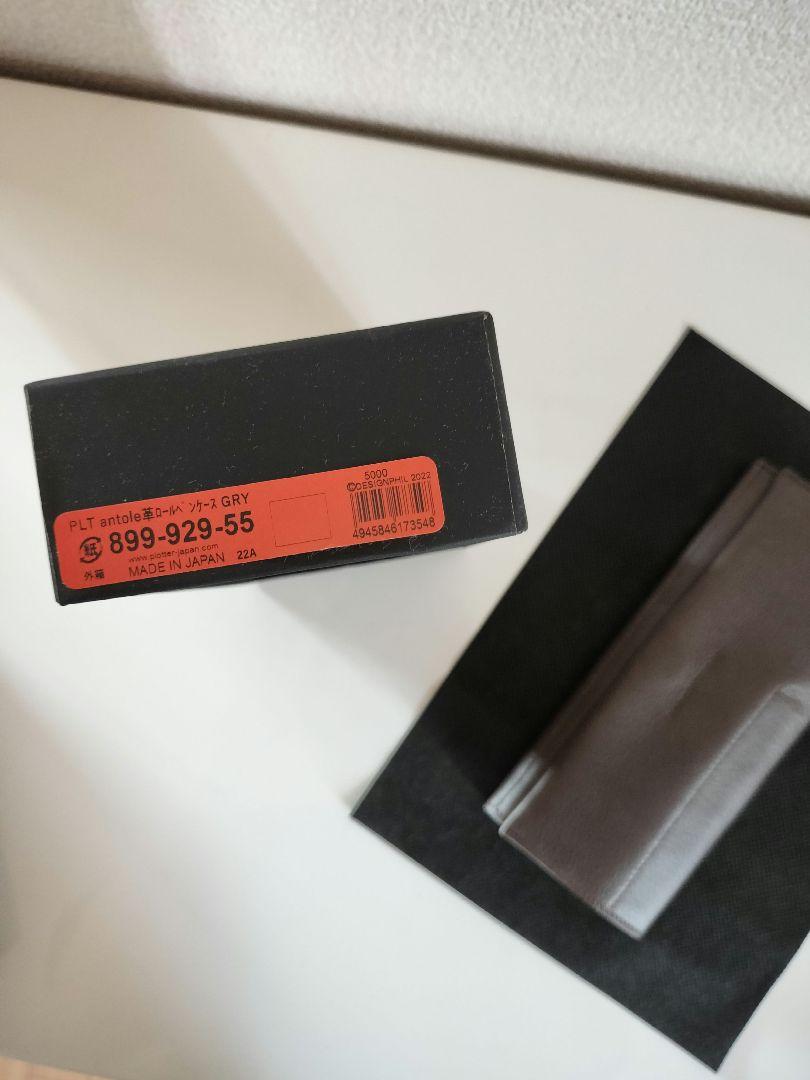 PLT antole革ﾛｰﾙﾍﾟﾝｹｰｽ GRY
紙 899-929-55
外箱
www.plotter-japan.com
MADE IN JAPAN 22A
5000
©DESIGNPHIL 2022
4945846173548